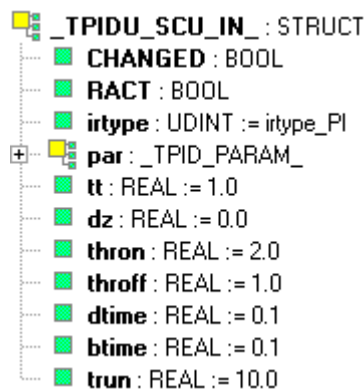 _TPIDU_SCU_IN_ : STRUCT
CHANGED : BOOL
RACT : BOOL
irtype : UDINT := irtype_PI
par : _TPID_PARAM_
tt : REAL := 1.0
dz : REAL := 0.0
thron : REAL := 2.0
throff : REAL := 1.0
dtime : REAL := 0.1
btime : REAL := 0.1
trun : REAL := 10.0